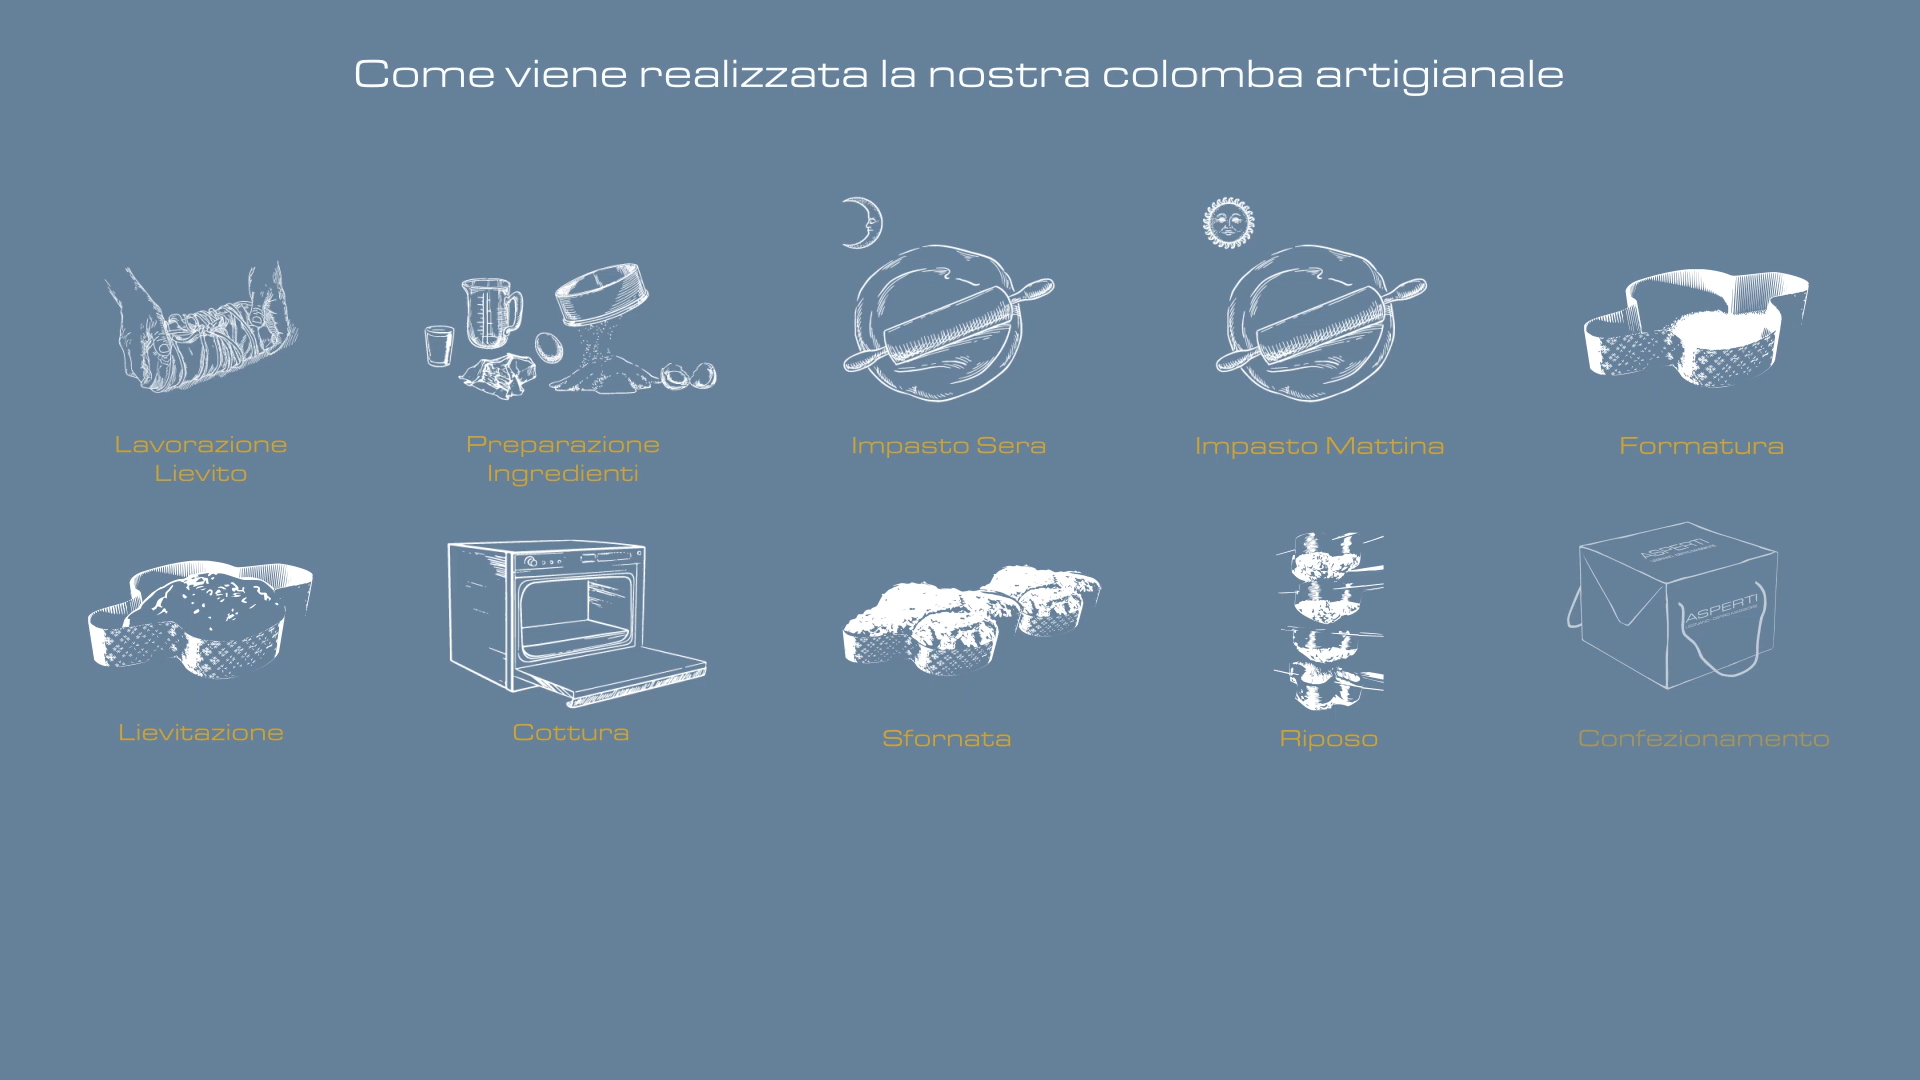 Come viene realizzata la nostra colomba artigianale
Lavorazione
Lievito
Preparazione
Ingredienti
Impasto Sera
Impasto Mattina
Formatura
Lievitazione
Cottura
Sfornata
Riposo
Confezionamento
ASPERTI
ASPERTI